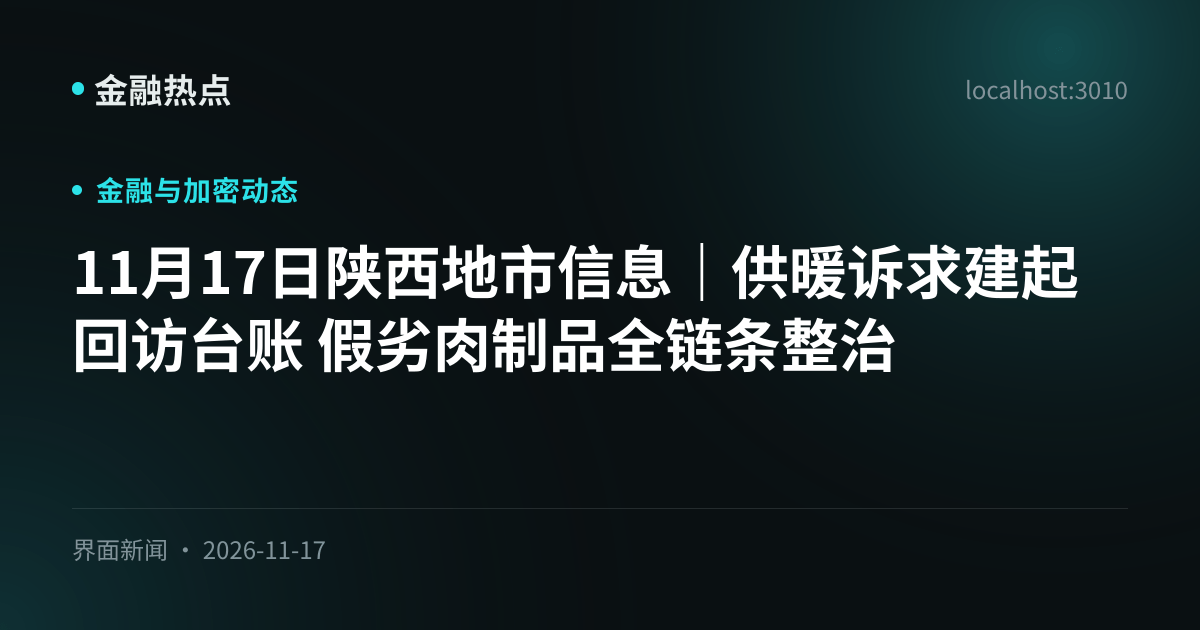 金融热点
localhost:3010
金融与加密动态
11月17日陕西地市信息｜供暖诉求建起
回访台账 假劣肉制品全链条整治
界面新闻 · 2026-11-17